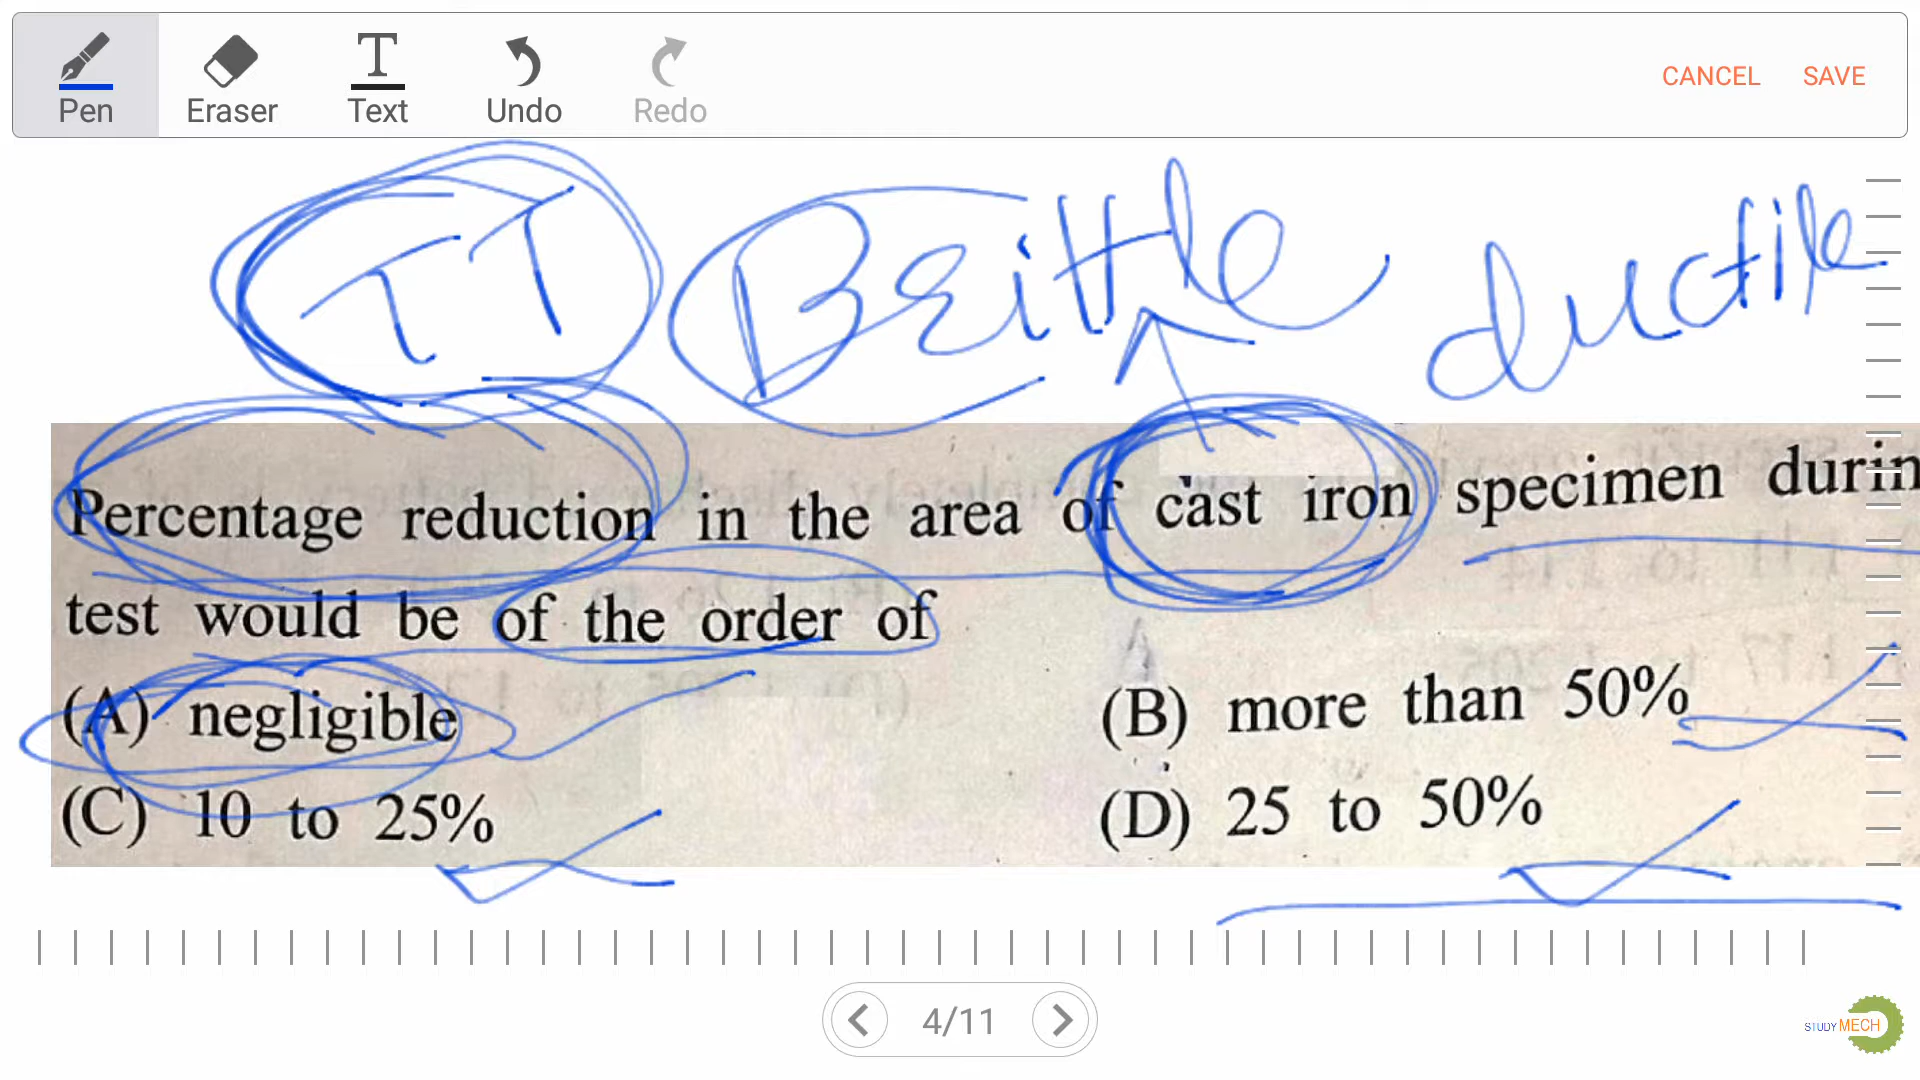 Pen Eraser Text Undo Redo CANCEL SAVE
TT Brittle ductile
Percentage reduction in the area of cast iron specimen durin
test would be of the order of
(A) negligible (B) more than 50%
(C) 10 to 25% (D) 25 to 50%
4/11
STUDY MECH